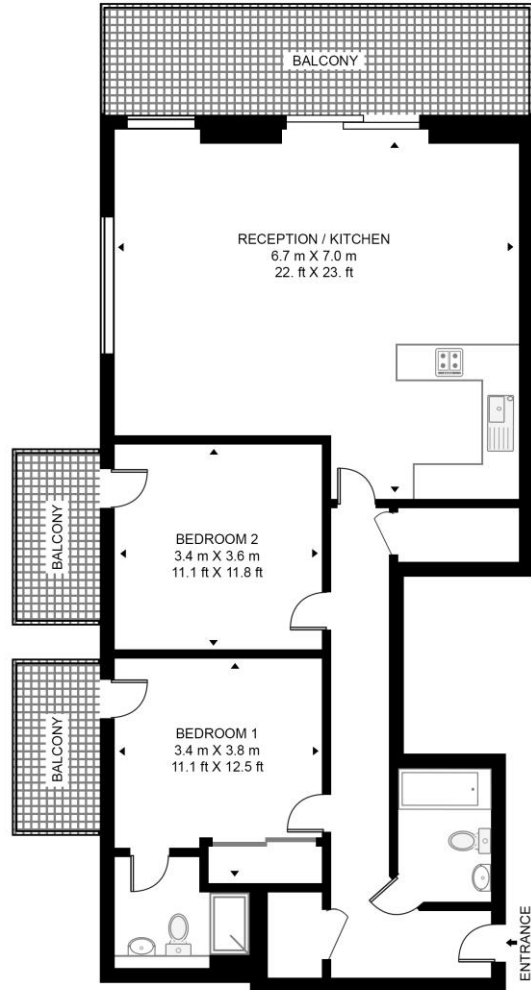 BALCONY
RECEPTION / KITCHEN
6.7 m X 7.0 m
22. ft X 23. ft
BALCONY
BEDROOM 2
3.4 m X 3.6 m
11.1 ft X 11.8 ft
BALCONY
BEDROOM 1
3.4 m X 3.8 m
11.1 ft X 12.5 ft
ENTRANCE